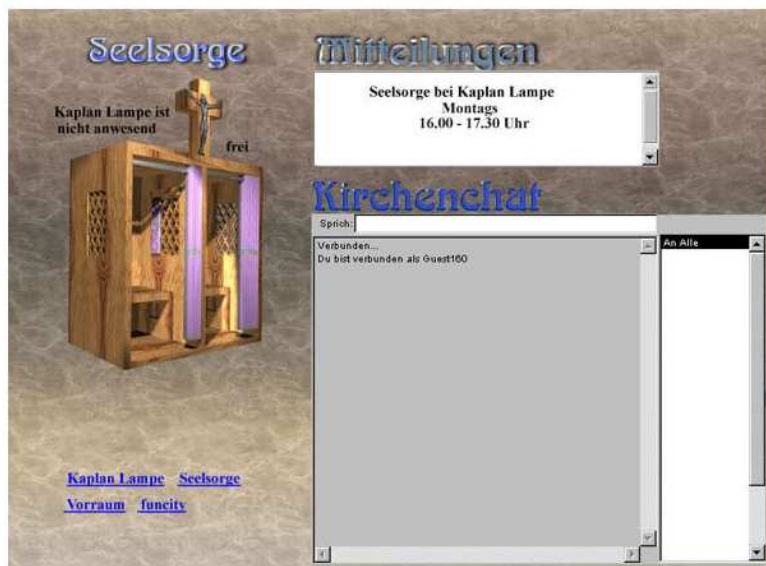 Seelsorge
Kaplan Lampe ist
nicht anwesend
frei
Mitteilungen
Seelsorge bei Kaplan Lampe
Montags
16.00 - 17.30 Uhr
Kirchenchat
Sprich:
Verbunden...
Du bist verbunden als Guest160
An Alle
Kaplan Lampe Seelsorge
Vorraum funcity